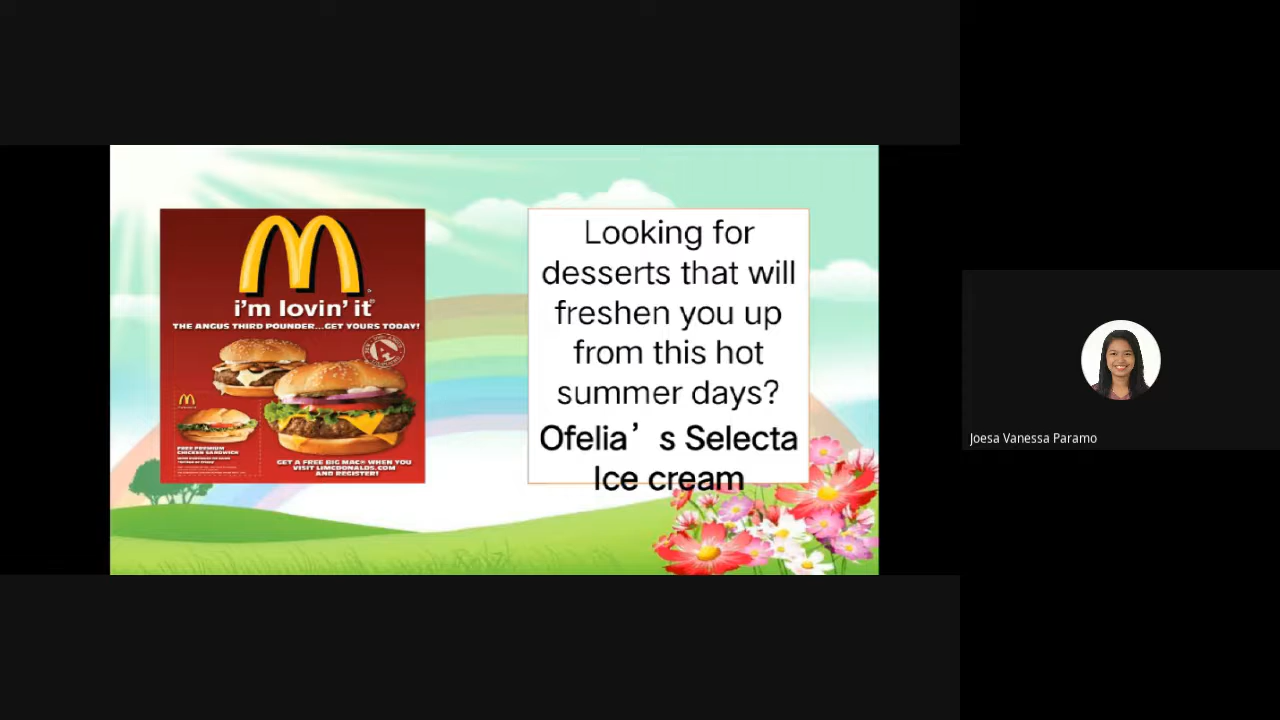 i'm lovin' it®
THE ANGUS THIRD POUNDER...GET YOURS TODAY!
FREE PREMIUM
CHICKEN SANDWICH
GET A FREE BIG MAC® WHEN YOU
VISIT LIMCDONALDS.COM
AND REGISTER!
Looking for
desserts that will
freshen you up
from this hot
summer days?
Ofelia’s Selecta
Ice cream
Joesa Vanessa Paramo